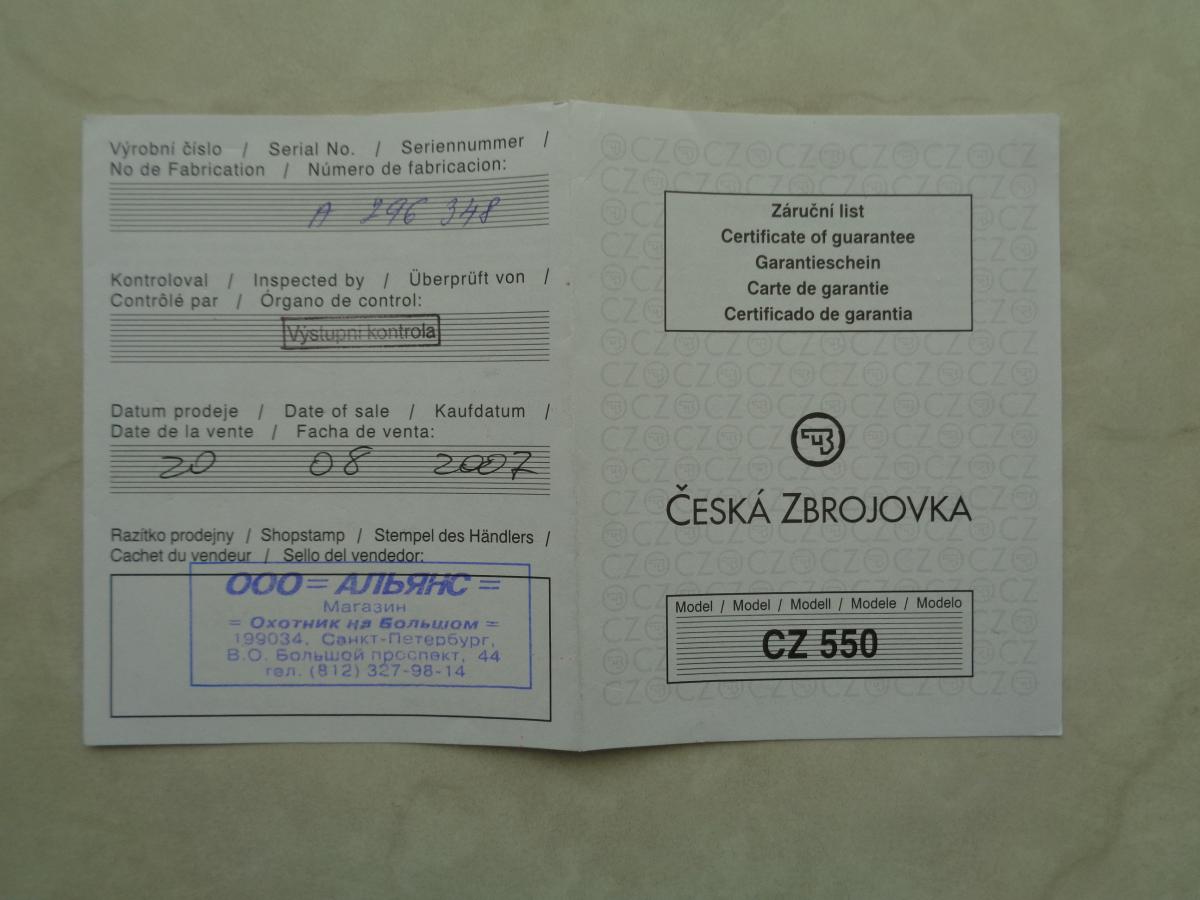 Výrobní číslo / Serial No. / Seriennummer /
No de Fabrication / Número de fabricacion:
A 296 348
Kontroloval / Inspected by / Überprüft von /
Contrôlé par / Órgano de control:
Výstupní kontrola
Datum prodeje / Date of sale / Kaufdatum /
Date de la vente / Facha de venta:
20 08 2007
Razítko prodejny / Shopstamp / Stempel des Händlers /
Cachet du vendeur / Sello del vendedor:
ООО = АЛЬЯНС =
Магазин
= Охотник на Большом =
199034, Санкт-Петербург,
В.О. Большой проспект, 44
тел. (812) 327-98-14
Záruční list
Certificate of guarantee
Garantieschein
Carte de garantie
Certificado de garantia
ČESKÁ ZBROJOVKA
Model / Model / Modell / Modele / Modelo
CZ 550